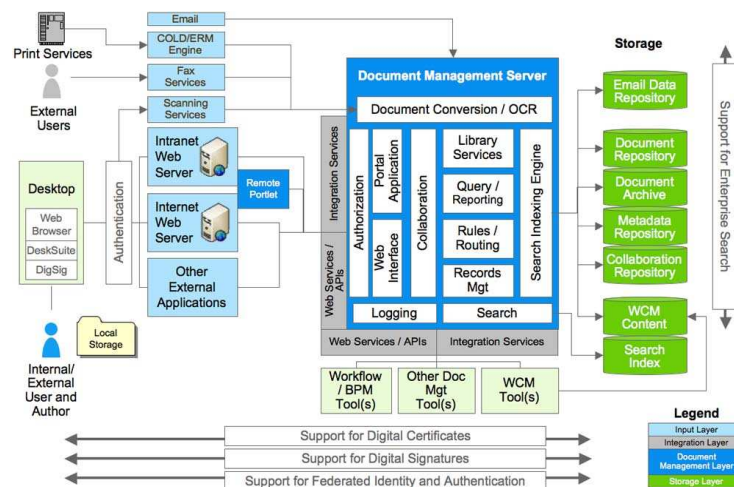 Email
COLD/ERM
Engine
Print Services
Fax
Services
External
Users
Scanning
Services
Storage
Document Management Server
Document Conversion / OCR
Integration Services
Web Services /
APIs
Authorization
Portal
Application
Web
Interface
Collaboration
Library
Services
Query /
Reporting
Rules /
Routing
Records
Mgt
Search Indexing Engine
Logging
Search
Web Services / APIs
Integration Services
Email Data
Repository
Document
Repository
Document
Archive
Metadata
Repository
Collaboration
Repository
WCM
Content
Search
Index
Support for Enterprise Search
Desktop
Web
Browser
DeskSuite
DigSig
Authentication
Intranet
Web
Server
Internet
Web
Server
Remote
Portlet
Other
External
Applications
Local
Storage
Internal/
External
User and
Author
Workflow
/ BPM
Tool(s)
Other Doc
Mgt
Tool(s)
WCM
Tool(s)
Support for Digital Certificates
Support for Digital Signatures
Support for Federated Identity and Authentication
Legend
Input Layer
Integration Layer
Document
Management Layer
Storage Layer